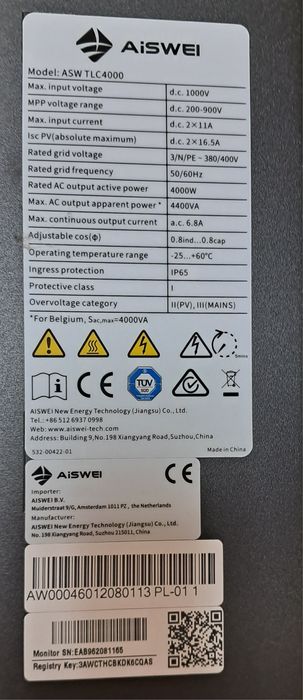 AISWEI
Model: ASW TLC4000
Max. input voltage d.c. 1000V
MPP voltage range d.c. 200-900V
Max. input current d.c. 2×11A
Isc PV(absolute maximum) d.c. 2×16.5A
Rated grid voltage 3/N/PE ~ 380/400V
Rated grid frequency 50/60Hz
Rated AC output active power 4000W
Max. AC output apparent power * 4400VA
Max. continuous output current a.c. 6.8A
Adjustable cos(ϕ) 0.8ind...0.8cap
Operating temperature range -25...+60°C
Ingress protection IP65
Protective class I
Overvoltage category II(PV), III(MAINS)
*For Belgium, Sac,max=4000VA
5mins
i CE TÜV SÜD
AISWEI New Energy Technology (Jiangsu) Co., Ltd.
Tel.:+86 512 6937 0998
Web: www.aiswei-tech.com
Address: Building 9,No.198 Xiangyang Road,Suzhou,China
532-00422-01 Made in China
AISWEI CE
Importer:
AISWEI B.V.
Muiderstraat 9/G, Amsterdam 1011 PZ, the Netherlands
Manufacturer:
AISWEI New Energy Technology (Jiangsu) Co., Ltd.
No. 198 Xiangyang Road, Suzhou 215011, China
AW00046012080113 PL-01 1
Monitor SN:EAB962081165
Registry Key:3AWCTHCBKDK6CQAS